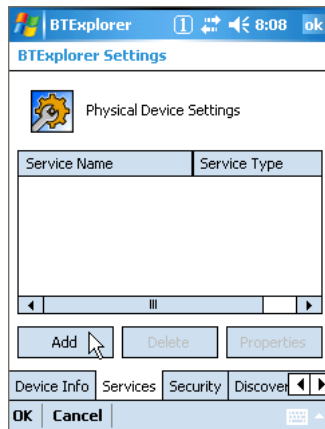 BTExplorer 1 8:08 ok
BTExplorer Settings
Physical Device Settings
Service Name Service Type
Add Delete Properties
Device Info Services Security Discover
OK Cancel